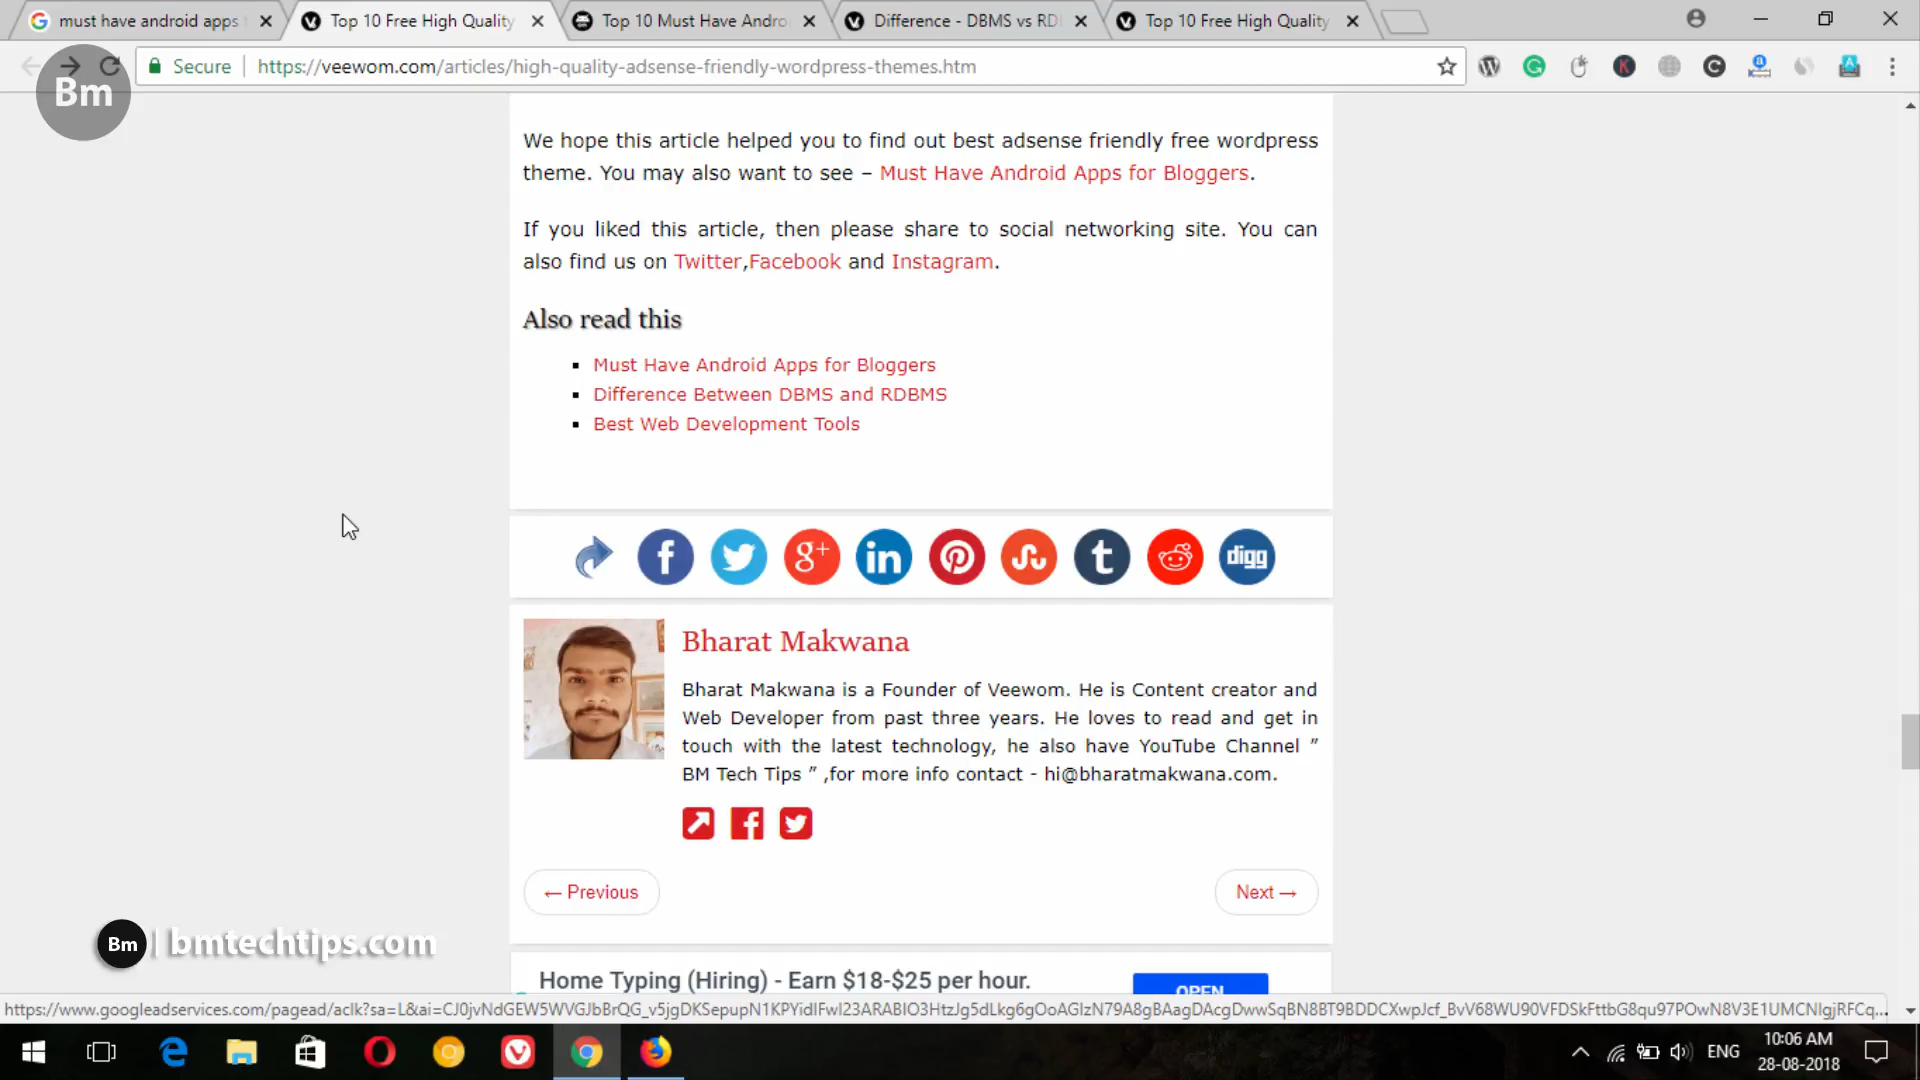 must have android apps
Top 10 Free High Quality
Top 10 Must Have Andro
Difference - DBMS vs RD
Top 10 Free High Quality
Secure
https://veewom.com/articles/high-quality-adsense-friendly-wordpress-themes.htm
Bm
We hope this article helped you to find out best adsense friendly free wordpress
theme. You may also want to see – Must Have Android Apps for Bloggers.
If you liked this article, then please share to social networking site. You can
also find us on Twitter,Facebook and Instagram.
Also read this
Must Have Android Apps for Bloggers
Difference Between DBMS and RDBMS
Best Web Development Tools
digg
Bharat Makwana
Bharat Makwana is a Founder of Veewom. He is Content creator and
Web Developer from past three years. He loves to read and get in
touch with the latest technology, he also have YouTube Channel ”
BM Tech Tips ” ,for more info contact - hi@bharatmakwana.com.
← Previous
Next →
Bm | bmtechtips.com
Home Typing (Hiring) - Earn $18-$25 per hour.
OPEN
ENG
10:06 AM
28-08-2018